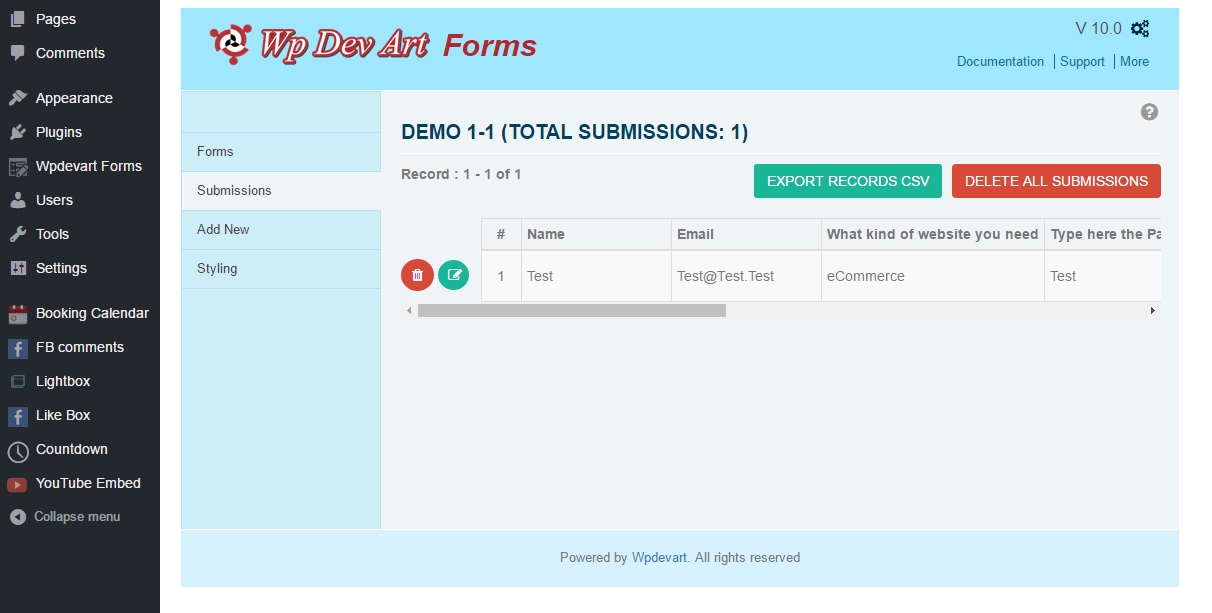 Pages
Comments
Appearance
Plugins
Wpdevart Forms
Users
Tools
Settings
Booking Calendar
FB comments
Lightbox
Like Box
Countdown
YouTube Embed
Collapse menu
Wp Dev Art Forms
V 10.0
Documentation | Support | More
Forms
Submissions
Add New
Styling
DEMO 1-1 (TOTAL SUBMISSIONS: 1)
?
Record : 1 - 1 of 1
EXPORT RECORDS CSV
DELETE ALL SUBMISSIONS
# Name Email What kind of website you need Type here the Pa
1 Test Test@Test.Test eCommerce Test
Powered by Wpdevart. All rights reserved